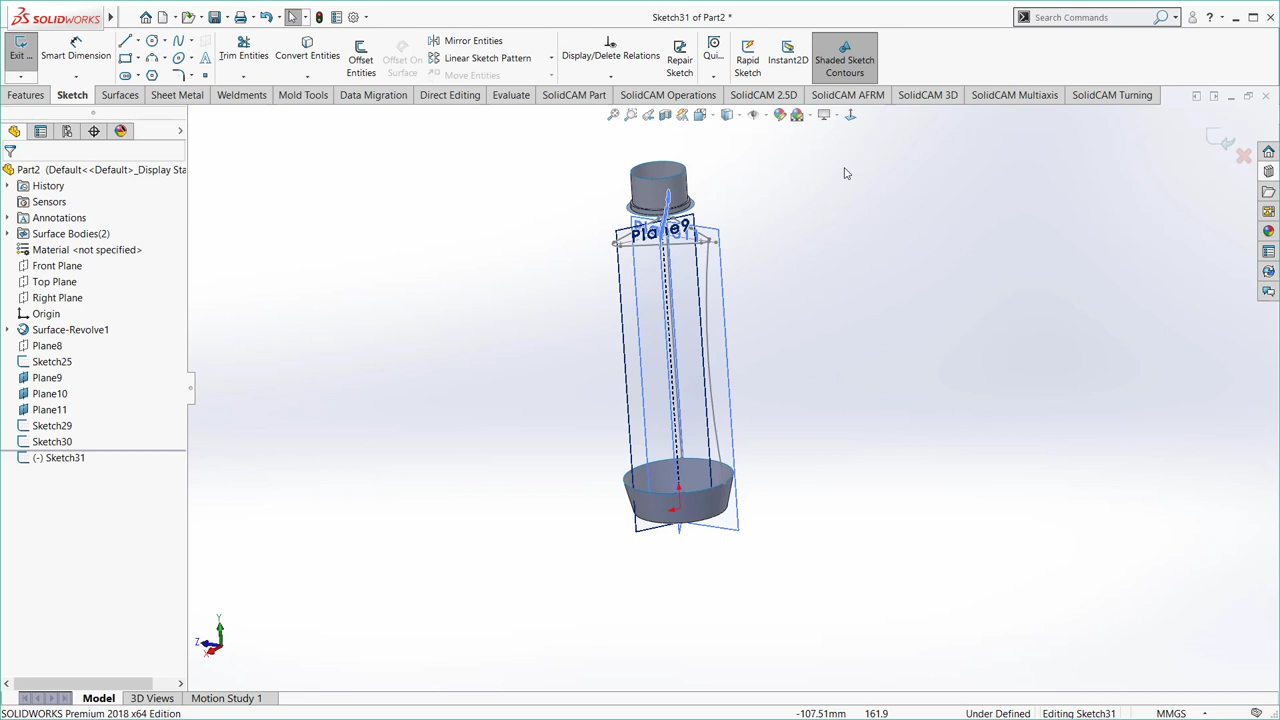 SOLIDWORKS
Sketch31 of Part2 *
Search Commands
Exit ...
Smart Dimension
Trim Entities
Convert Entities
Offset Entities
Offset On Surface
Mirror Entities
Linear Sketch Pattern
Move Entities
Display/Delete Relations
Repair Sketch
Qui...
Rapid Sketch
Instant2D
Shaded Sketch Contours
Features
Sketch
Surfaces
Sheet Metal
Weldments
Mold Tools
Data Migration
Direct Editing
Evaluate
SolidCAM Part
SolidCAM Operations
SolidCAM 2.5D
SolidCAM AFRM
SolidCAM 3D
SolidCAM Multiaxis
SolidCAM Turning
Part2 (Default<<Default>_Display Sta
History
Sensors
Annotations
Surface Bodies(2)
Material <not specified>
Front Plane
Top Plane
Right Plane
Origin
Surface-Revolve1
Plane8
Sketch25
Plane9
Plane10
Plane11
Sketch29
Sketch30
(-) Sketch31
Plane9
Y
Z
X
Model
3D Views
Motion Study 1
SOLIDWORKS Premium 2018 x64 Edition
-107.51mm
161.9
Under Defined
Editing Sketch31
MMGS